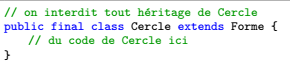 // on interdit tout héritage de Cercle
public final class Cercle extends Forme {
    // du code de Cercle ici
}